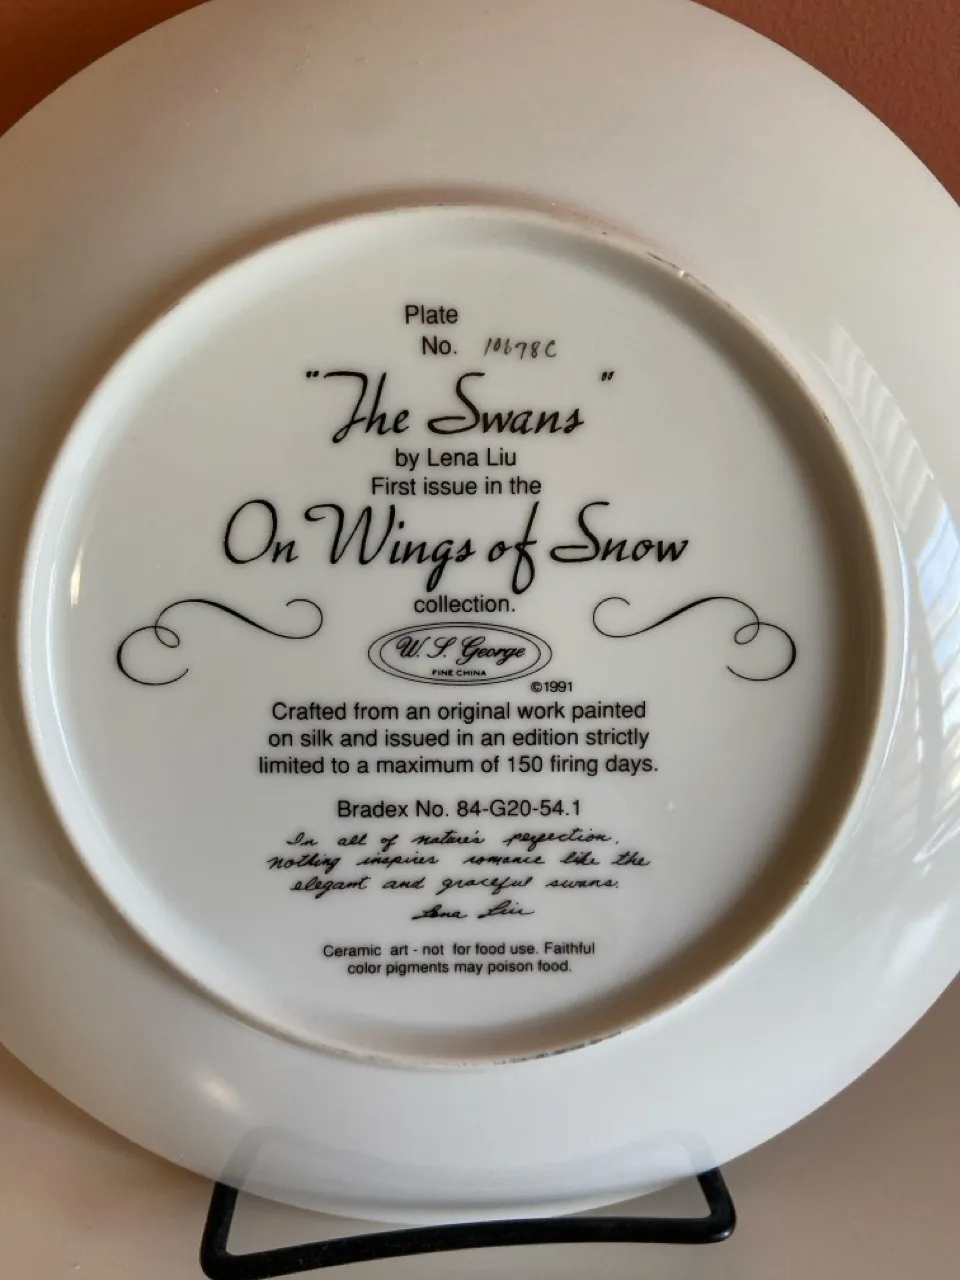 Plate
No. 10678C
"The Swans"
by Lena Liu
First issue in the
On Wings of Snow
collection.
W. S. George
FINE CHINA
©1991
Crafted from an original work painted
on silk and issued in an edition strictly
limited to a maximum of 150 firing days.
Bradex No. 84-G20-54.1
In all of nature's perfection,
nothing inspires romance like the
elegant and graceful swans.
Lena Liu
Ceramic art - not for food use. Faithful
color pigments may poison food.